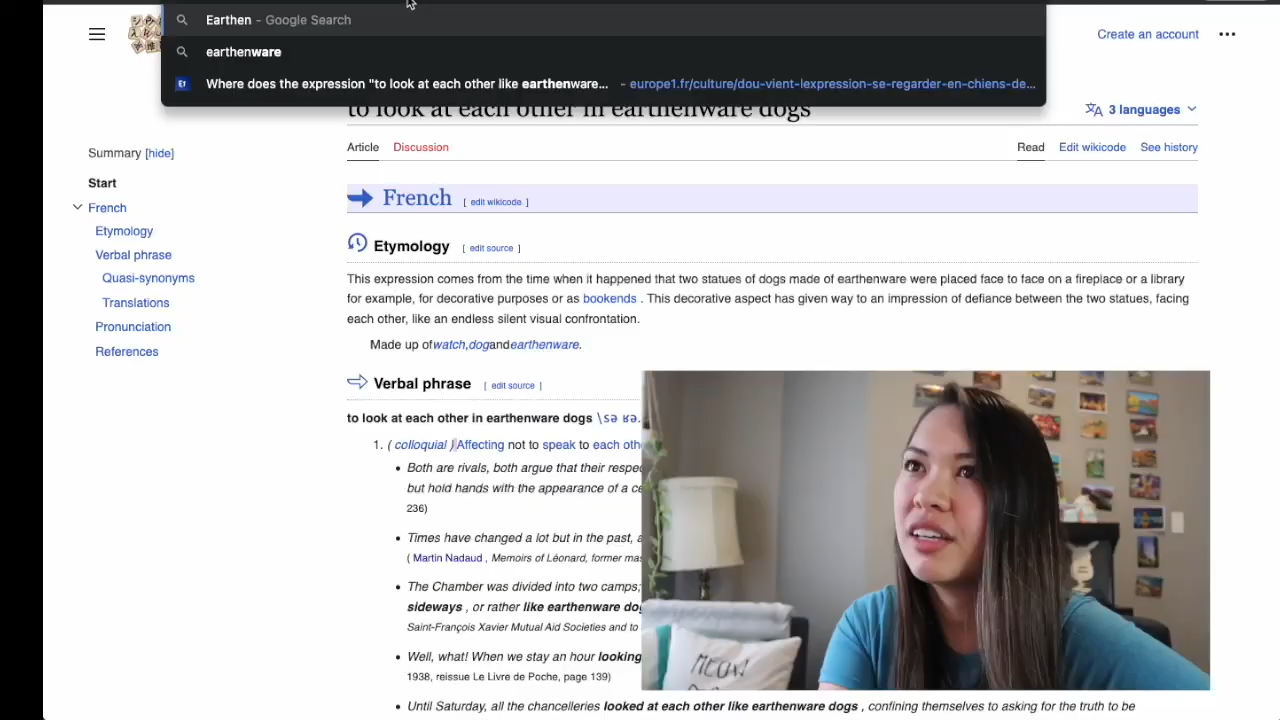 Earthen – Google Search
earthenware
Where does the expression "to look at each other like earthenware... – europe1.fr/culture/dou-vient-lexpression-se-regarder-en-chiens-de...
Create an account
to look at each other in earthenware dogs
3 languages
Article Discussion
Read Edit wikicode See history
Summary [hide]
Start
French
Etymology
Verbal phrase
Quasi-synonyms
Translations
Pronunciation
References
French [ edit wikicode ]
Etymology [ edit source ]
This expression comes from the time when it happened that two statues of dogs made of earthenware were placed face to face on a fireplace or a library
for example, for decorative purposes or as bookends . This decorative aspect has given way to an impression of defiance between the two statues, facing
each other, like an endless silent visual confrontation.
Made up ofwatch,dogandearthenware.
Verbal phrase [ edit source ]
to look at each other in earthenware dogs \sə ʁə.
1. ( colloquial ) Affecting not to speak to each oth
• Both are rivals, both argue that their respec
but hold hands with the appearance of a ce
236)
• Times have changed a lot but in the past, a
( Martin Nadaud , Memoirs of Léonard, former mas
• The Chamber was divided into two camps;
sideways , or rather like earthenware dog
Saint-François Xavier Mutual Aid Societies and to
• Well, what! When we stay an hour looking
1938, reissue Le Livre de Poche, page 139)
• Until Saturday, all the chancelleries looked at each other like earthenware dogs , confining themselves to asking for the truth to be
MEOW